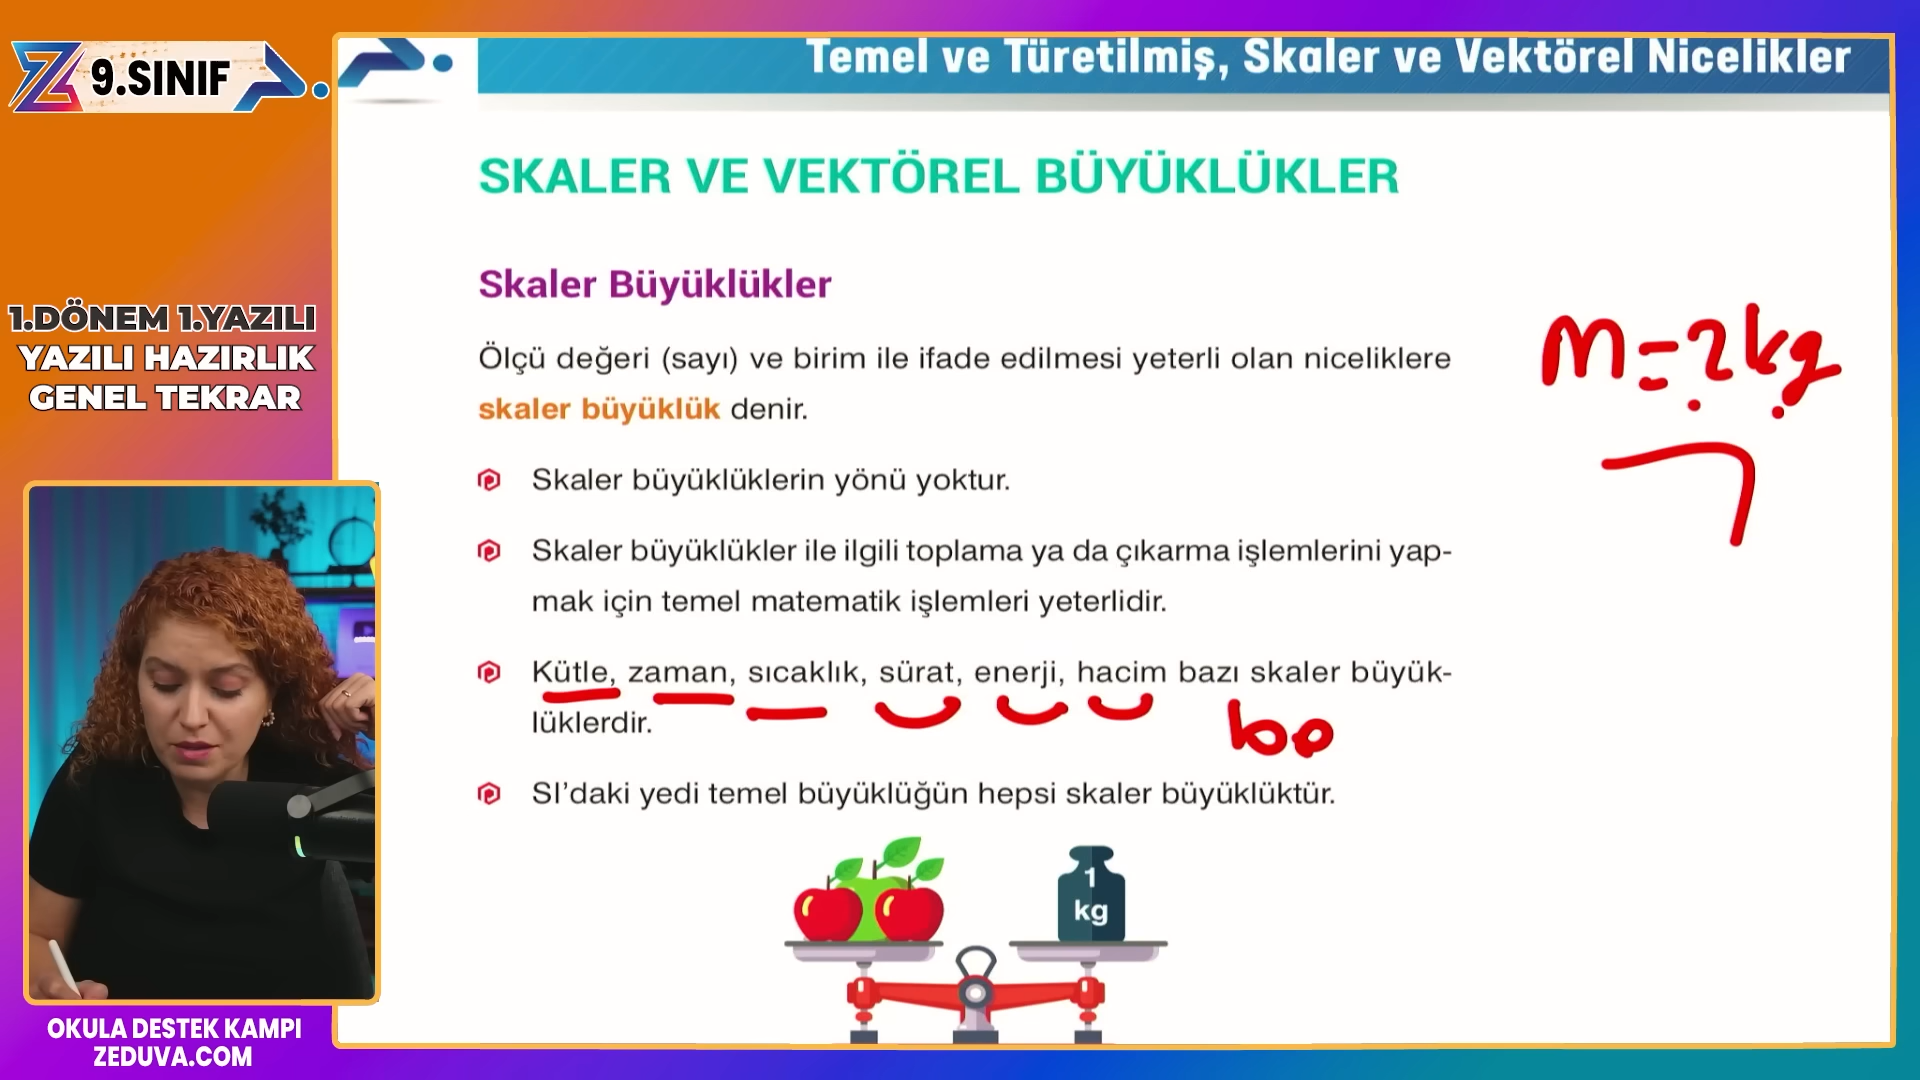 9.SINIF
Temel ve Türetilmiş, Skaler ve Vektörel Nicelikler
1.DÖNEM 1.YAZILI
YAZILI HAZIRLIK
GENEL TEKRAR
SKALER VE VEKTÖREL BÜYÜKLÜKLER
Skaler Büyüklükler
Ölçü değeri (sayı) ve birim ile ifade edilmesi yeterli olan niceliklere
skaler büyüklük denir.
m = 2kg
Skaler büyüklüklerin yönü yoktur.
Skaler büyüklükler ile ilgili toplama ya da çıkarma işlemlerini yap-
mak için temel matematik işlemleri yeterlidir.
Kütle, zaman, sıcaklık, sürat, enerji, hacim bazı skaler büyük-
lüklerdir.
SI’daki yedi temel büyüklüğün hepsi skaler büyüklüktür.
1
kg
OKULA DESTEK KAMPI
ZEDUVA.COM